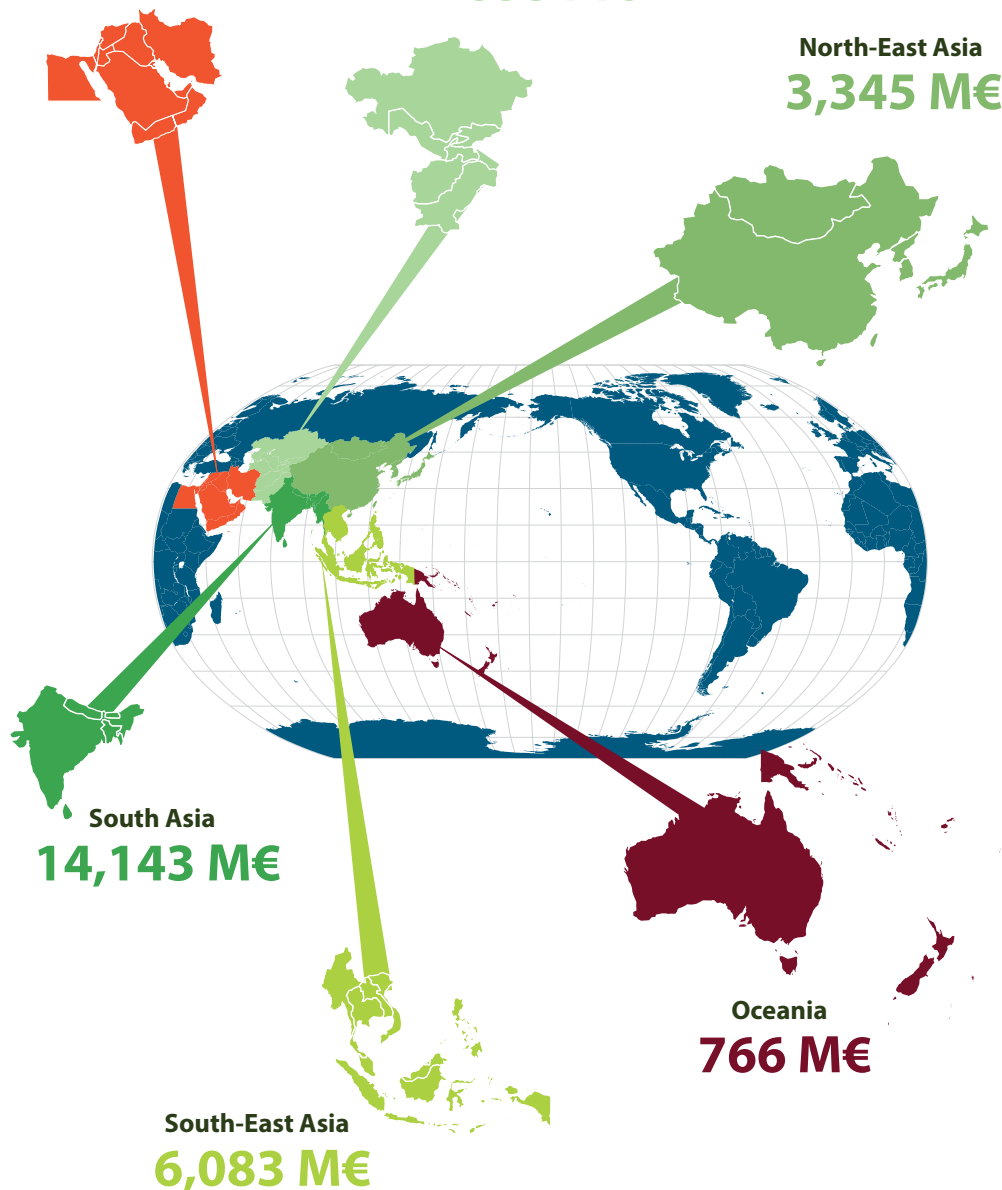 North-East Asia
3,345 M€
South Asia
14,143 M€
Oceania
766 M€
South-East Asia
6,083 M€